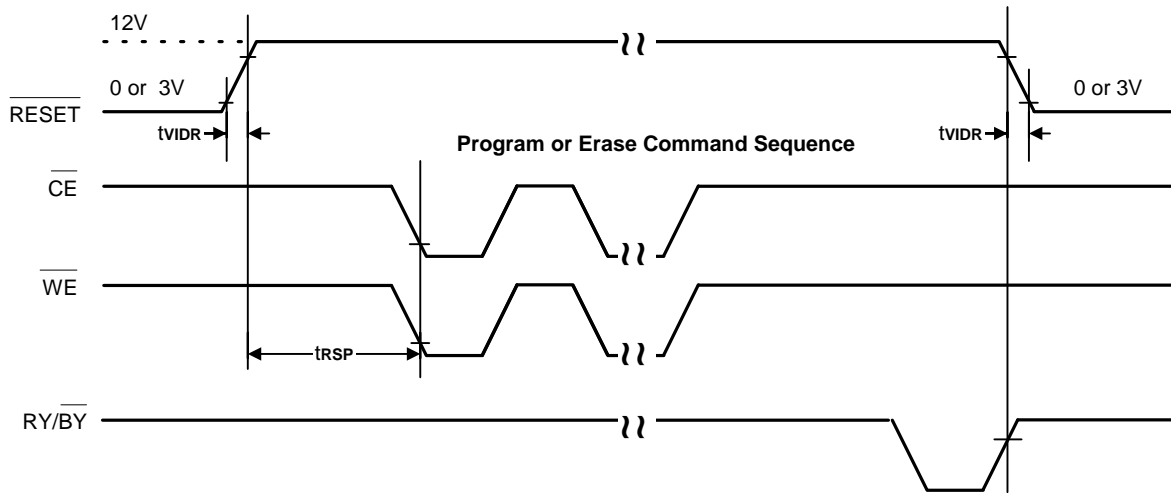 12V
0 or 3V
0 or 3V
RESET
tVIDR
tVIDR
Program or Erase Command Sequence
CE
WE
tRSP
RY/BY